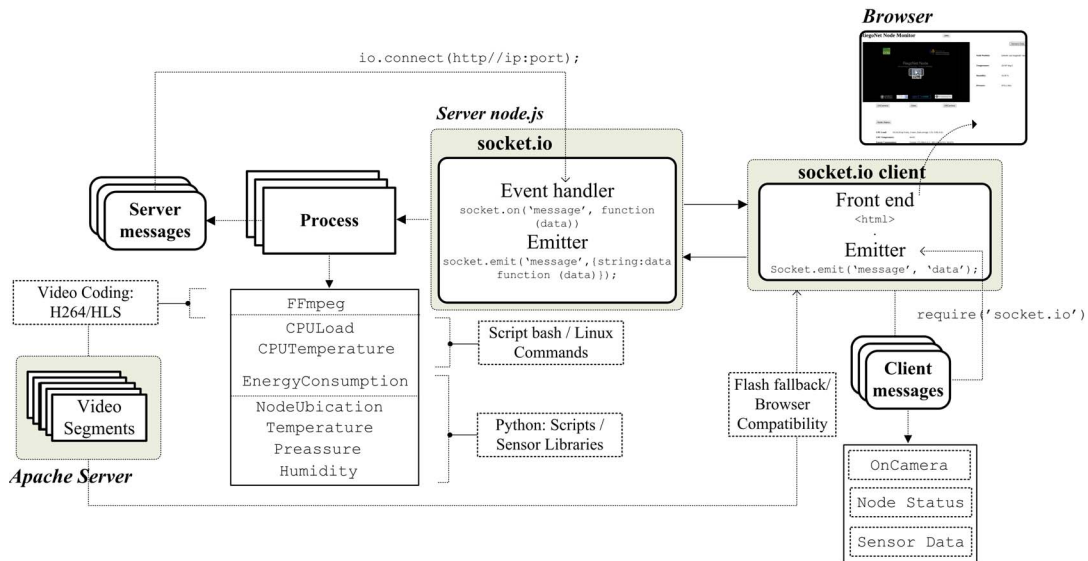 Browser
RegoNet Node Monitor
io.connect(http//ip:port);
Server node.js
socket.io
Event handler
socket.on(‘message’, function
(data))
Emitter
socket.emit(‘message’,{string:data
function (data)});
socket.io client
Front end
<html>
.
Emitter
Socket.emit(‘message’, ‘data’);
Server
messages
Process
Video Coding:
H264/HLS
FFmpeg
CPULoad
CPUTemperature
EnergyConsumption
NodeUbication
Temperature
Preassure
Humidity
Script bash / Linux
Commands
Python: Scripts /
Sensor Libraries
Video
Segments
Apache Server
Flash fallback/
Browser
Compatibility
require(’socket.io’)
Client
messages
OnCamera
Node Status
Sensor Data